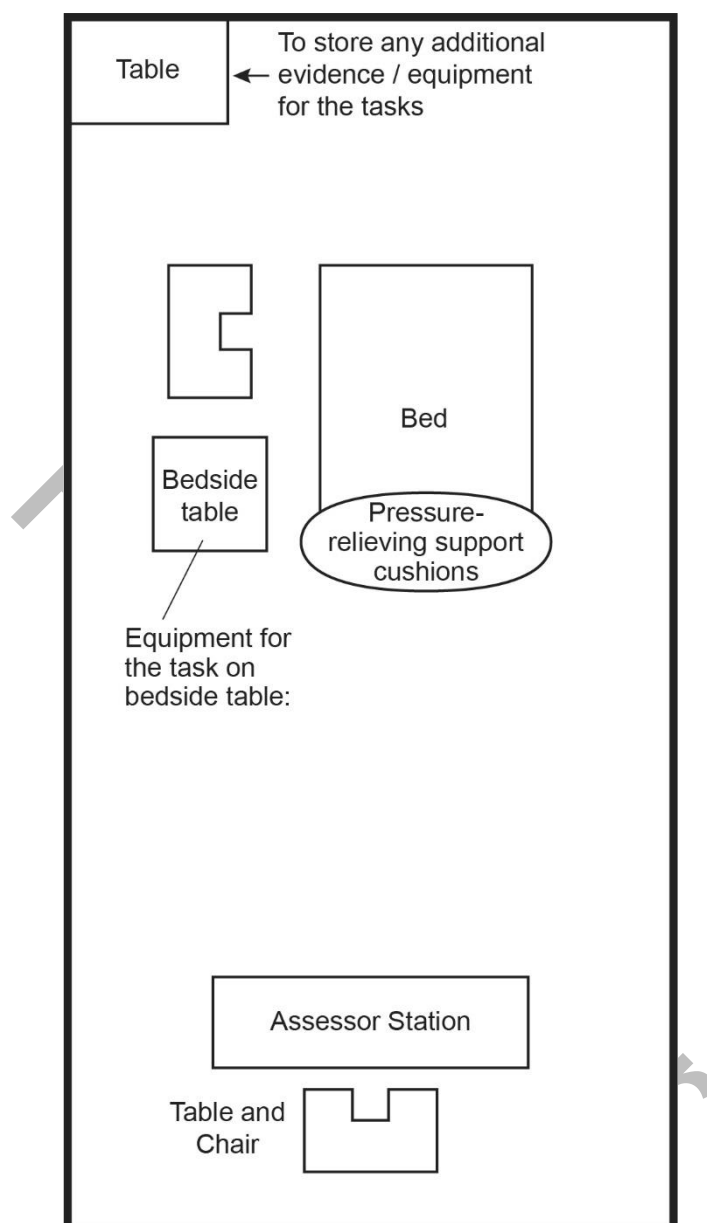 Table
To store any additional
evidence / equipment
for the tasks
Bed
Bedside
table
Pressure-
relieving support
cushions
Equipment for
the task on
bedside table:
Assessor Station
Table and
Chair